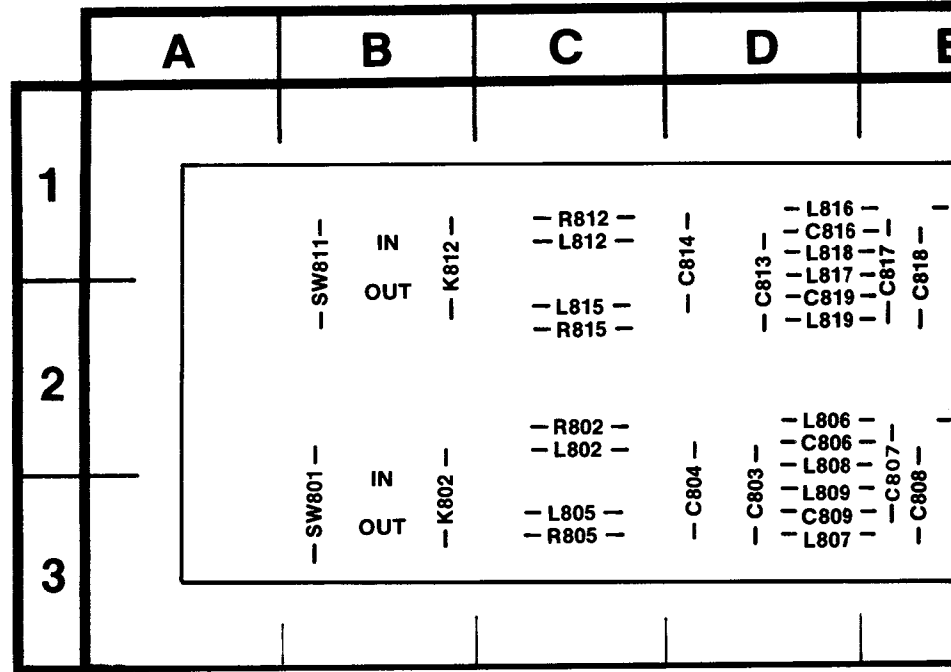 A B C D E
1
SW811 IN K812 R812 C814 C813 L816 C817 C818
L812 C816
L818
OUT L817
L815 C819
R815 L819
2
SW801 IN K802 R802 C804 C803 L806 C807 C808
L802 C806
L808
OUT L809
L805 C809
R805 L807
3